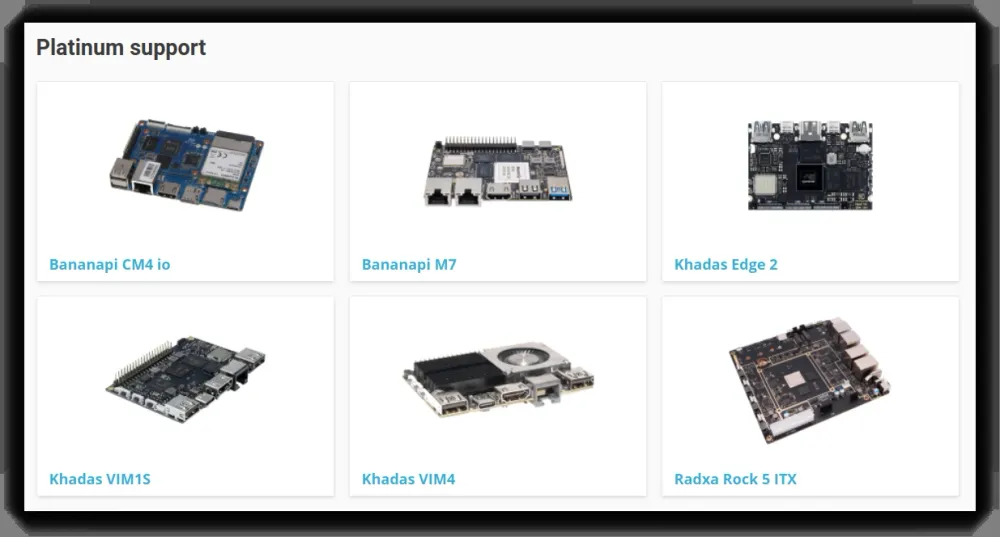 Platinum support
Bananapi CM4 io
Bananapi M7
Khadas Edge 2
Khadas VIM1S
Khadas VIM4
Radxa Rock 5 ITX